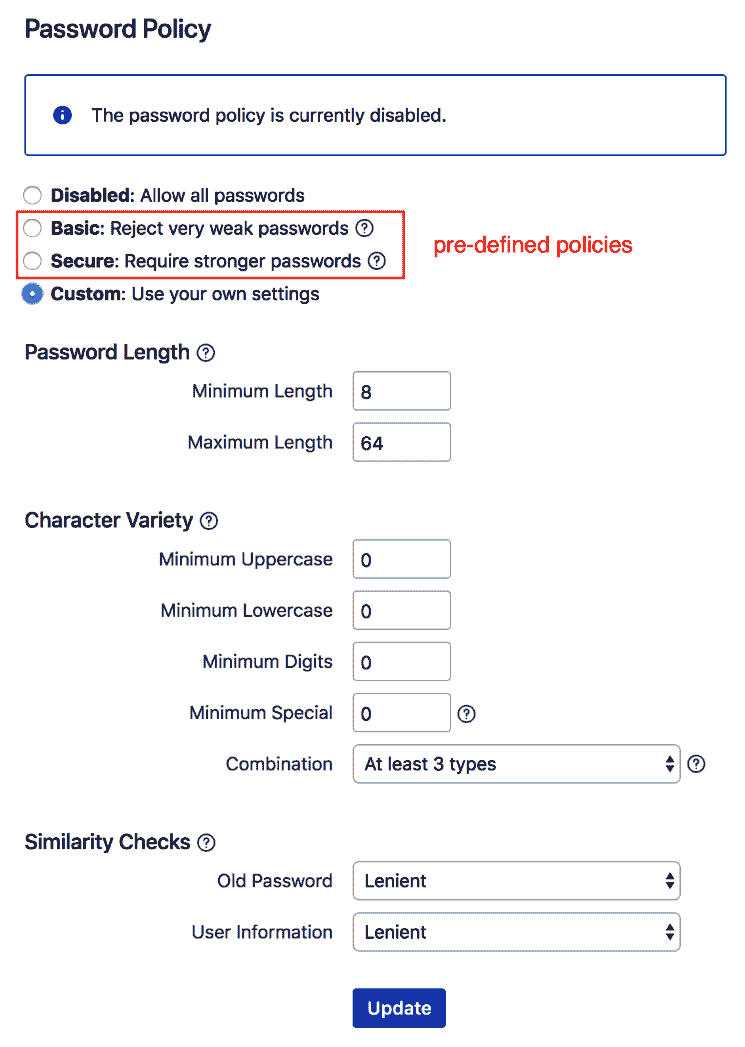 Password Policy
The password policy is currently disabled.
Disabled: Allow all passwords
Basic: Reject very weak passwords ?
Secure: Require stronger passwords ?
pre-defined policies
Custom: Use your own settings
Password Length ?
Minimum Length 8
Maximum Length 64
Character Variety ?
Minimum Uppercase 0
Minimum Lowercase 0
Minimum Digits 0
Minimum Special 0 ?
Combination At least 3 types ?
Similarity Checks ?
Old Password Lenient
User Information Lenient
Update